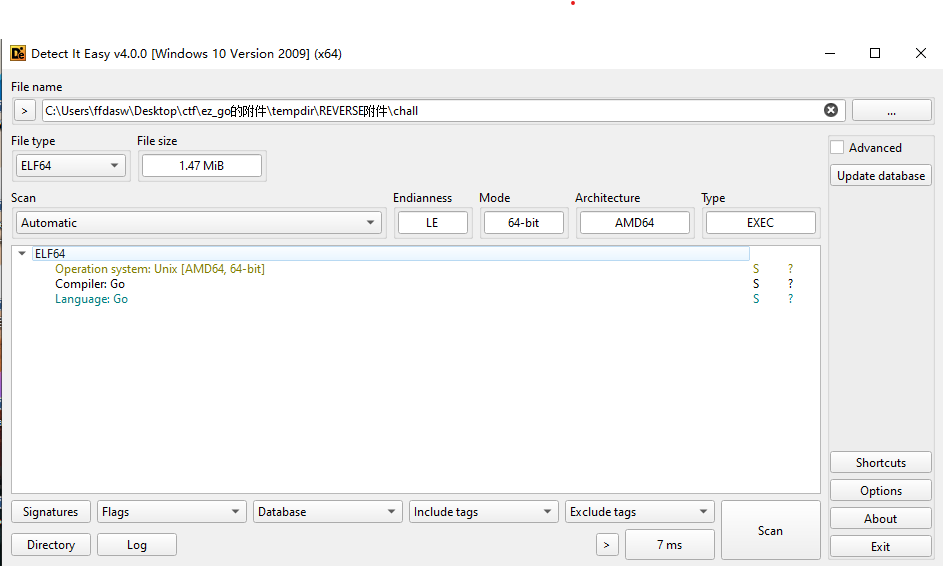 Detect It Easy v4.0.0 [Windows 10 Version 2009] (x64)
File name
> C:\Users\ffdasw\Desktop\ctf\ez_go的附件\tempdir\REVERSE附件\chall ...
File type File size
ELF64 1.47 MiB
Advanced
Update database
Scan Endianness Mode Architecture Type
Automatic LE 64-bit AMD64 EXEC
ELF64
Operation system: Unix [AMD64, 64-bit] S ?
Compiler: Go S ?
Language: Go S ?
Shortcuts
Options
About
Exit
Signatures Flags Database Include tags Exclude tags Scan
Directory Log > 7 ms